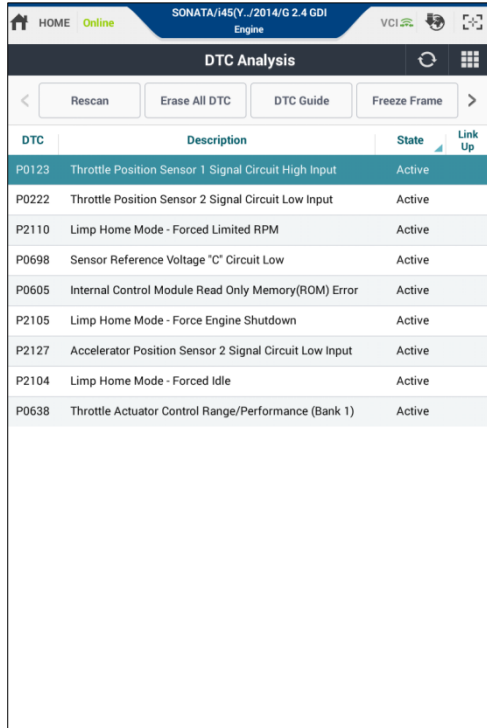 SONATA/i45(Y../2014/G 2.4 GDI
HOME Online Engine VCI
DTC Analysis
< Rescan Erase All DTC DTC Guide Freeze Frame >
DTC Description State Link Up
P0123 Throttle Position Sensor 1 Signal Circuit High Input Active
P0222 Throttle Position Sensor 2 Signal Circuit Low Input Active
P2110 Limp Home Mode - Forced Limited RPM Active
P0698 Sensor Reference Voltage "C" Circuit Low Active
P0605 Internal Control Module Read Only Memory(ROM) Error Active
P2105 Limp Home Mode - Force Engine Shutdown Active
P2127 Accelerator Position Sensor 2 Signal Circuit Low Input Active
P2104 Limp Home Mode - Forced Idle Active
P0638 Throttle Actuator Control Range/Performance (Bank 1) Active